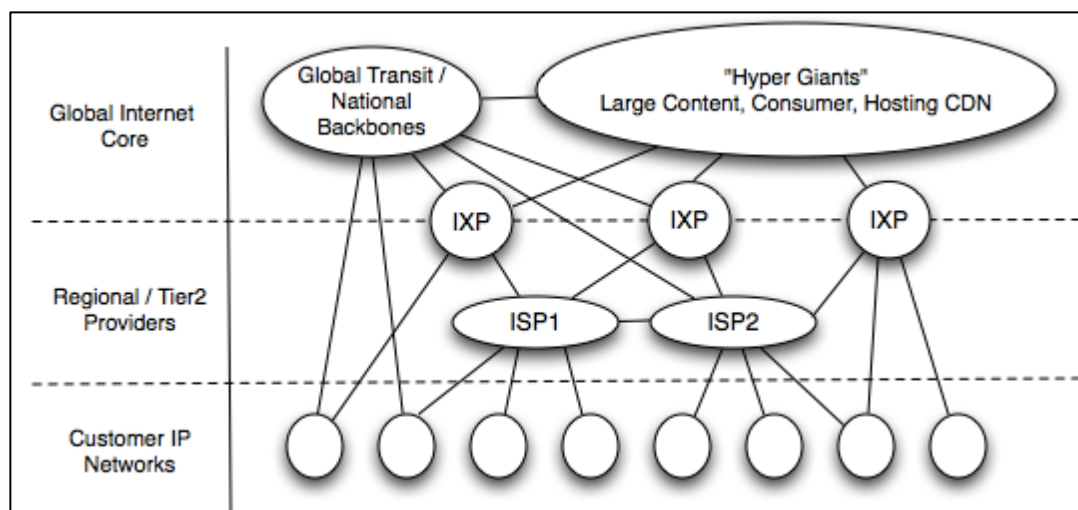 Global Internet
Core
Global Transit /
National
Backbones
"Hyper Giants"
Large Content, Consumer, Hosting CDN
IXP
IXP
IXP
Regional / Tier2
Providers
ISP1
ISP2
Customer IP
Networks